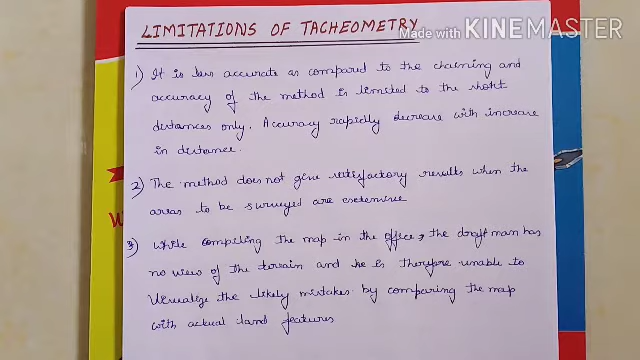 LIMITATIONS OF TACHEOMETRY
Made with KINEMASTER
1) It is less accurate as compared to the chaining and
accuracy of the method is limited to the short
distances only. Accuracy rapidly decrease with increase
in distance.
2) The method does not give satisfactory results when the
areas to be surveyed are
3) While compiling the map in the office, the draft man has
no view of the terrain and he is therefore unable to
visualize the likely mistakes by comparing the map
with actual land features